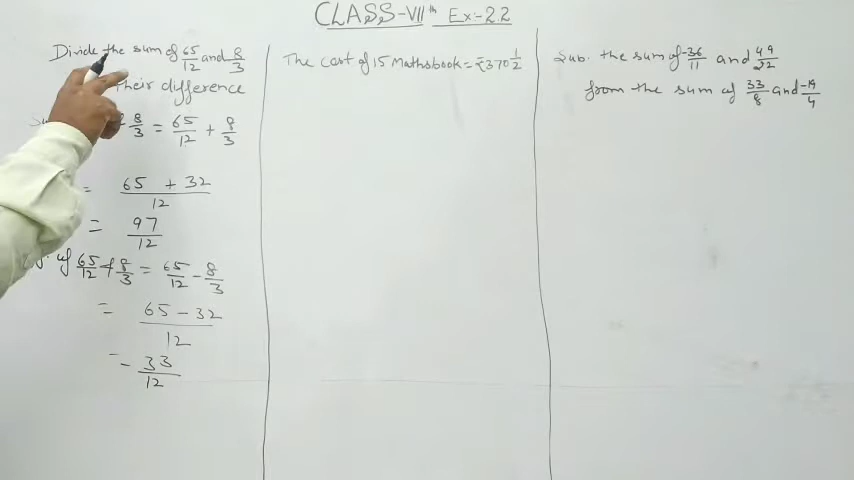 CLASS-VII th Ex:-2.2
Divide the sum of 65/12 and 8/3
their difference
8/3 = 65/12 + 8/3
= 65 + 32 / 12
= 97/12
of 65/12 & 8/3 = 65/12 - 8/3
= 65 - 32 / 12
= - 33/12
The cost of 15 Mathsbook = ₹370 1/2
Sub. the sum of -36/11 and 49/22
from the sum of 33/8 and -19/4